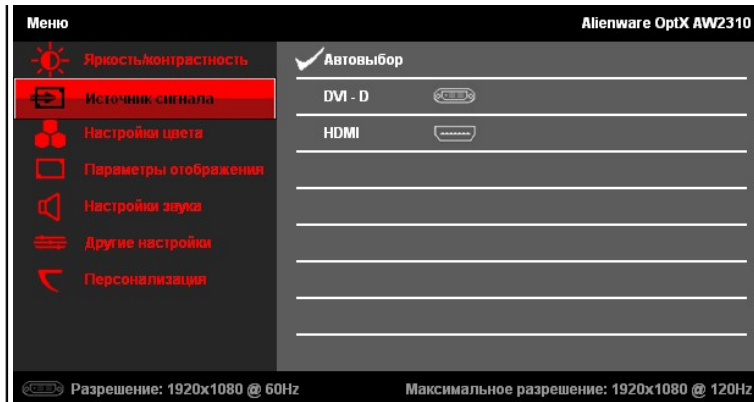 Меню Alienware OptX AW2310
Яркость/контрастность
Автовыбор
Источник сигнала
DVI - D
Настройки цвета
HDMI
Параметры отображения
Настройки звука
Другие настройки
Персонализация
Разрешение: 1920x1080 @ 60Hz Максимальное разрешение: 1920x1080 @ 120Hz